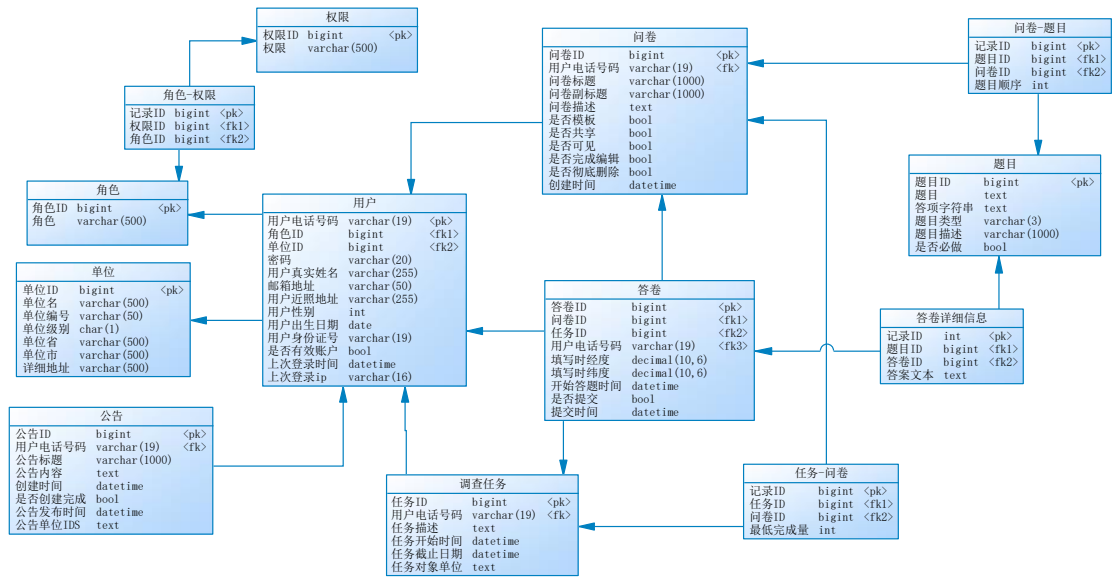 权限
权限ID bigint <pk>
权限 varchar(500)
角色-权限
记录ID bigint <pk>
权限ID bigint <fk1>
角色ID bigint <fk2>
角色
角色ID bigint <pk>
角色 varchar(500)
单位
单位ID bigint <pk>
单位名 varchar(500)
单位编号 varchar(50)
单位级别 char(1)
单位省 varchar(500)
单位市 varchar(500)
详细地址 varchar(500)
公告
公告ID bigint <pk>
用户电话号码 varchar(19) <fk>
公告标题 varchar(1000)
公告内容 text
创建时间 datetime
是否创建完成 bool
公告发布时间 datetime
公告单位IDS text
用户
用户电话号码 varchar(19) <pk>
角色ID bigint <fk1>
单位ID bigint <fk2>
密码 varchar(20)
用户真实姓名 varchar(255)
邮箱地址 varchar(50)
用户近照地址 varchar(255)
用户性别 int
用户出生日期 date
用户身份证号 varchar(19)
是否有效账户 bool
上次登录时间 datetime
上次登录ip varchar(16)
问卷
问卷ID bigint <pk>
用户电话号码 varchar(19) <fk>
问卷标题 varchar(1000)
问卷副标题 varchar(1000)
问卷描述 text
是否模板 bool
是否共享 bool
是否可见 bool
是否完成编辑 bool
是否彻底删除 bool
创建时间 datetime
答卷
答卷ID bigint <pk>
问卷ID bigint <fk1>
任务ID bigint <fk2>
用户电话号码 varchar(19) <fk3>
填写时经度 decimal(10,6)
填写时纬度 decimal(10,6)
开始答题时间 datetime
是否提交 bool
提交时间 datetime
调查任务
任务ID bigint <pk>
用户电话号码 varchar(19) <fk>
任务描述 text
任务开始时间 datetime
任务截止日期 datetime
任务对象单位 text
问卷-题目
记录ID bigint <pk>
题目ID bigint <fk1>
问卷ID bigint <fk2>
题目顺序 int
题目
题目ID bigint <pk>
题目 text
答项字符串 text
题目类型 varchar(3)
题目描述 varchar(1000)
是否必做 bool
答卷详细信息
记录ID int <pk>
题目ID bigint <fk1>
答卷ID bigint <fk2>
答案文本 text
任务-问卷
记录ID bigint <pk>
任务ID bigint <fk1>
问卷ID bigint <fk2>
最低完成量 int